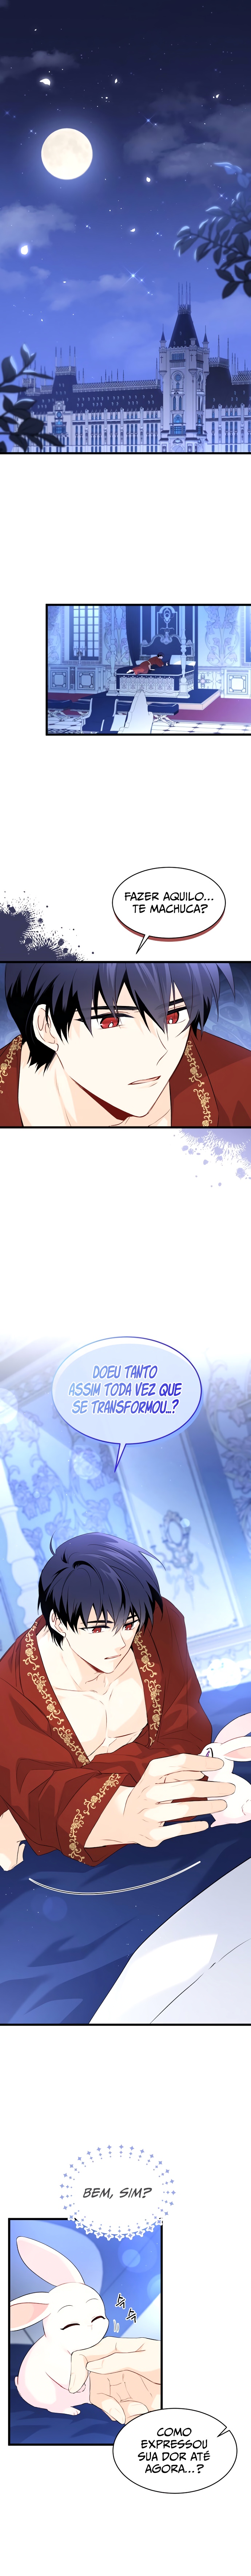 FAZER AQUILO...
TE MACHUCA?
DOEU TANTO
ASSIM TODA VEZ QUE
SE TRANSFORMOU...?
BEM, SIM?
COMO
EXPRESSOU
SUA DOR ATÉ
AGORA...?